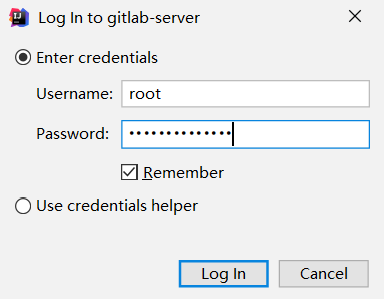 Log In to gitlab-server
Enter credentials
Username: root
Password: ••••••••••••••
Remember
Use credentials helper
Log In Cancel